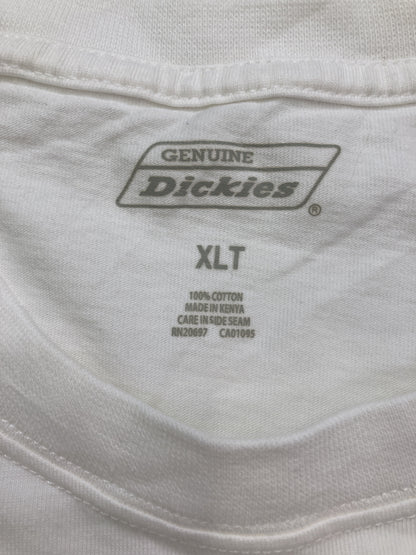 GENUINE
Dickies
®
XLT
100% COTTON
MADE IN KENYA
CARE IN SIDE SEAM
RN20697 CA01095